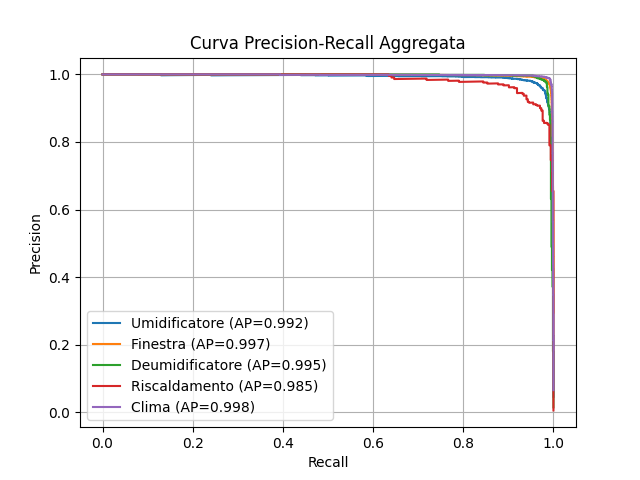 Curva Precision-Recall Aggregata
1.0
0.8
0.6
0.4
0.2
0.0
Precision
Umidificatore (AP=0.992)
Finestra (AP=0.997)
Deumidificatore (AP=0.995)
Riscaldamento (AP=0.985)
Clima (AP=0.998)
0.0 0.2 0.4 0.6 0.8 1.0
Recall